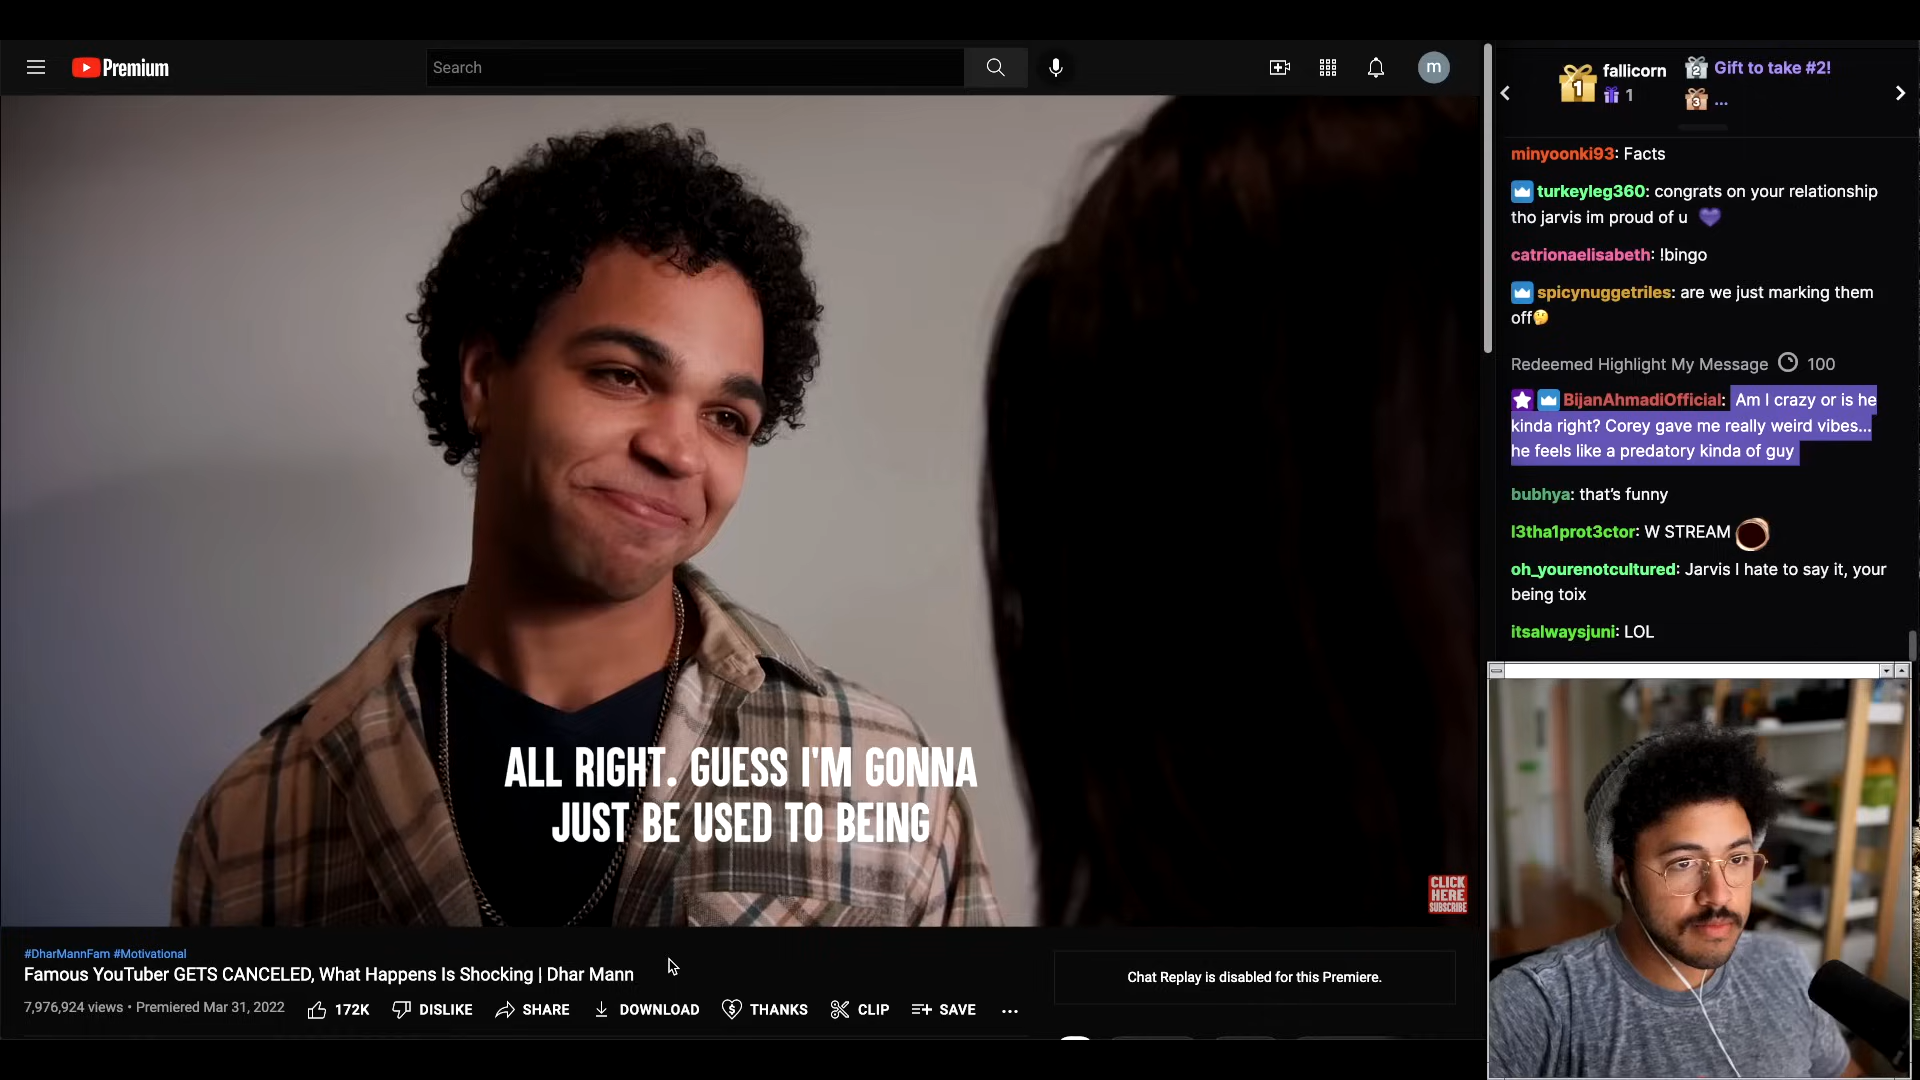 Premium
Search
m
1
fallicorn
1
2
Gift to take #2!
3
...
minyoonki93: Facts
turkeyleg360: congrats on your relationship
tho jarvis im proud of u
catrionaelisabeth: !bingo
spicynuggetriles: are we just marking them
off
Redeemed Highlight My Message 100
BijanAhmadiOfficial: Am I crazy or is he
kinda right? Corey gave me really weird vibes...
he feels like a predatory kinda of guy
bubhya: that's funny
l3tha1prot3ctor: W STREAM
oh_yourenotcultured: Jarvis I hate to say it, your
being toix
itsalwaysjuni: LOL
ALL RIGHT. GUESS I'M GONNA
JUST BE USED TO BEING
CLICK
HERE
SUBSCRIBE
#DharMannFam #Motivational
Famous YouTuber GETS CANCELED, What Happens Is Shocking | Dhar Mann
7,976,924 views • Premiered Mar 31, 2022
172K
DISLIKE
SHARE
DOWNLOAD
THANKS
CLIP
SAVE
...
Chat Replay is disabled for this Premiere.